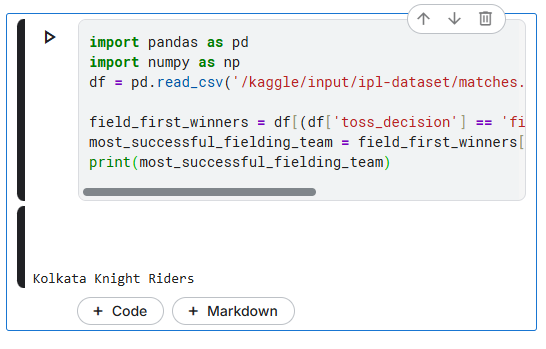 import pandas as pd
import numpy as np
df = pd.read_csv('/kaggle/input/ipl-dataset/matches.
field_first_winners = df[(df['toss_decision'] == 'fi
most_successful_fielding_team = field_first_winners[
print(most_successful_fielding_team)
Kolkata Knight Riders
+ Code + Markdown